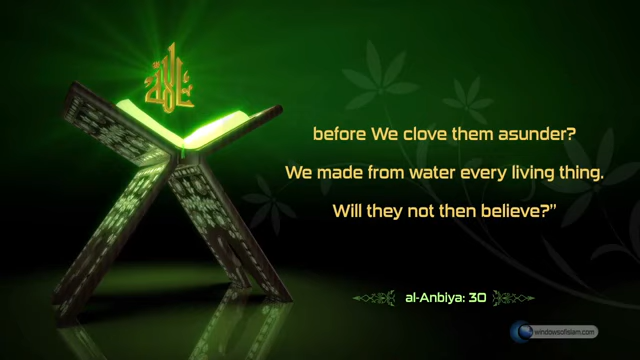 before We clove them asunder?
We made from water every living thing.
Will they not then believe?”
al-Anbiya: 30
windowsofislam.com